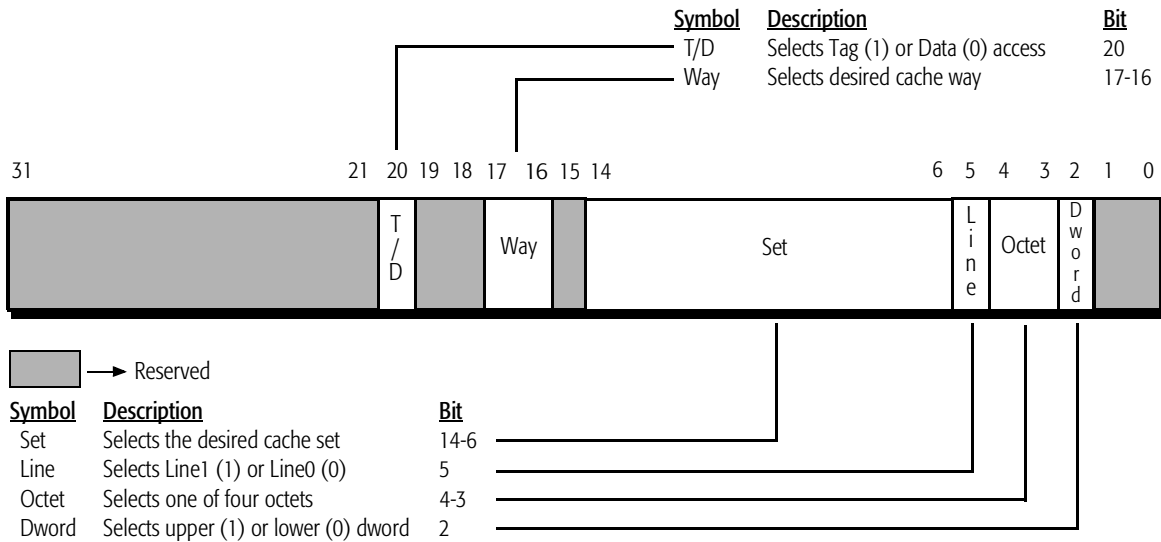 Symbol Description Bit
T/D Selects Tag (1) or Data (0) access 20
Way Selects desired cache way 17-16
31 21 20 19 18 17 16 15 14 6 5 4 3 2 1 0
T/D Way Set Line Octet Dword
Reserved
Symbol Description Bit
Set Selects the desired cache set 14-6
Line Selects Line1 (1) or Line0 (0) 5
Octet Selects one of four octets 4-3
Dword Selects upper (1) or lower (0) dword 2